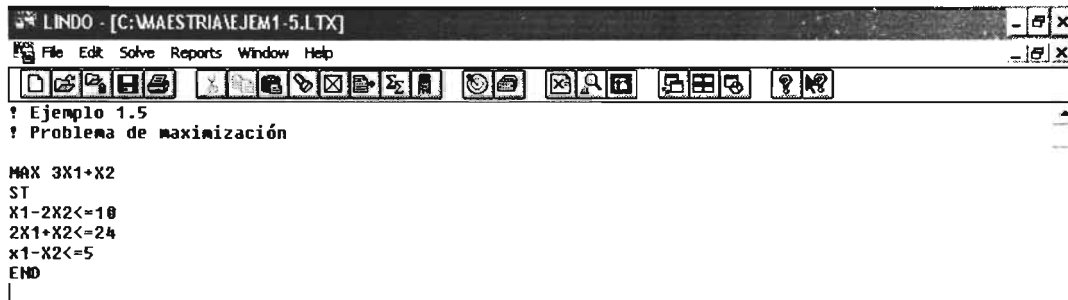 LINDO - [C:\MAESTRIA\EJEM1-5.LTX]
File Edit Solve Reports Window Help
! Ejemplo 1.5
! Problema de maximización
MAX 3X1+X2
ST
X1-2X2<=10
2X1+X2<=24
x1-X2<=5
END